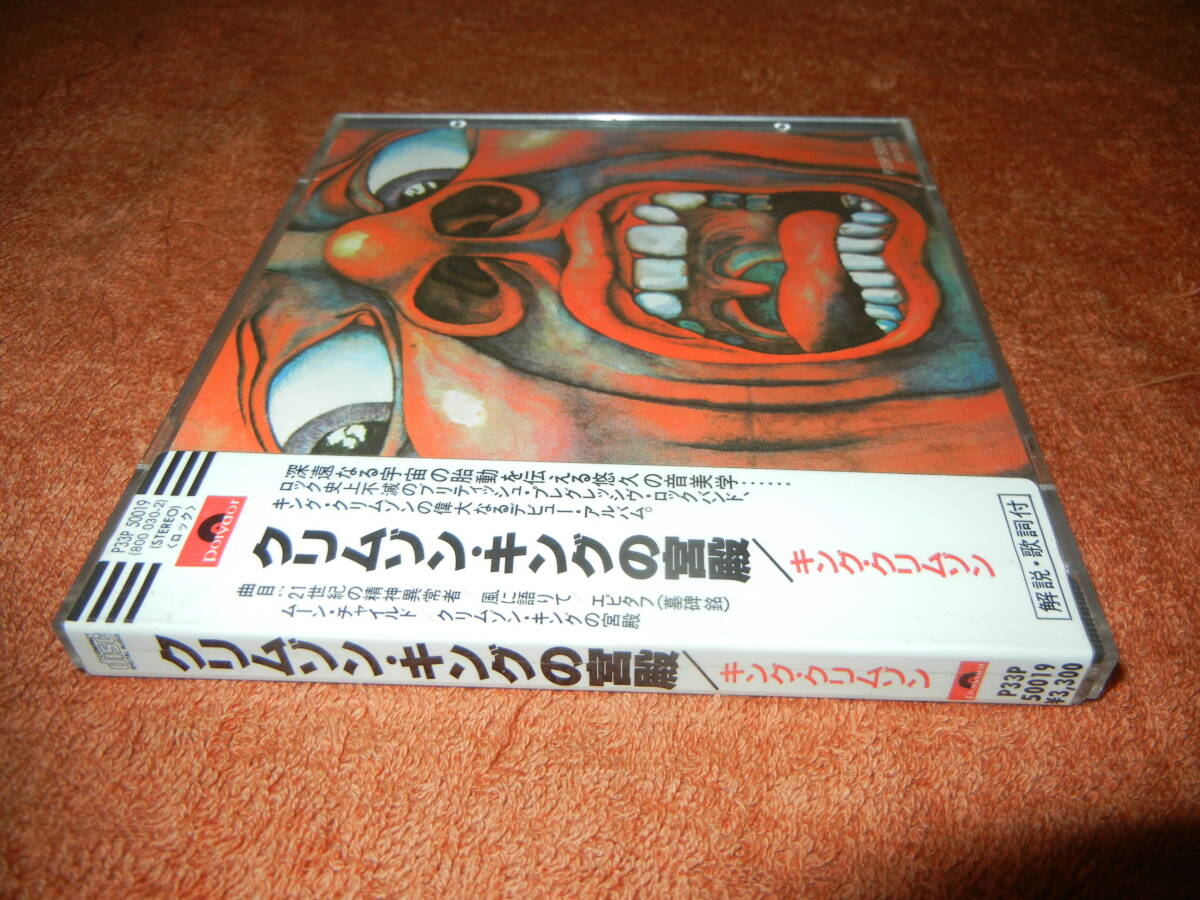 P33P 50019
P33P 50019
(800 030-2)
(STEREO)
〈ロック〉
Polydor
深遠なる宇宙の胎動を伝える悠久の音美学……
ロック史上不滅のブリティッシュ・プログレッシヴ・ロックバンド、
キング・クリムゾンの偉大なるデビュー・アルバム。
クリムゾン・キングの宮殿/キング・クリムゾン
曲目:21世紀の精神異常者/風に語りて/エピタフ(墓碑銘)
ムーン・チャイルド/クリムゾン・キングの宮殿
解説・歌詞付
COMPACT disc
クリムゾン・キングの宮殿/キング・クリムゾン
Polydor
P33P
50019
¥3,300